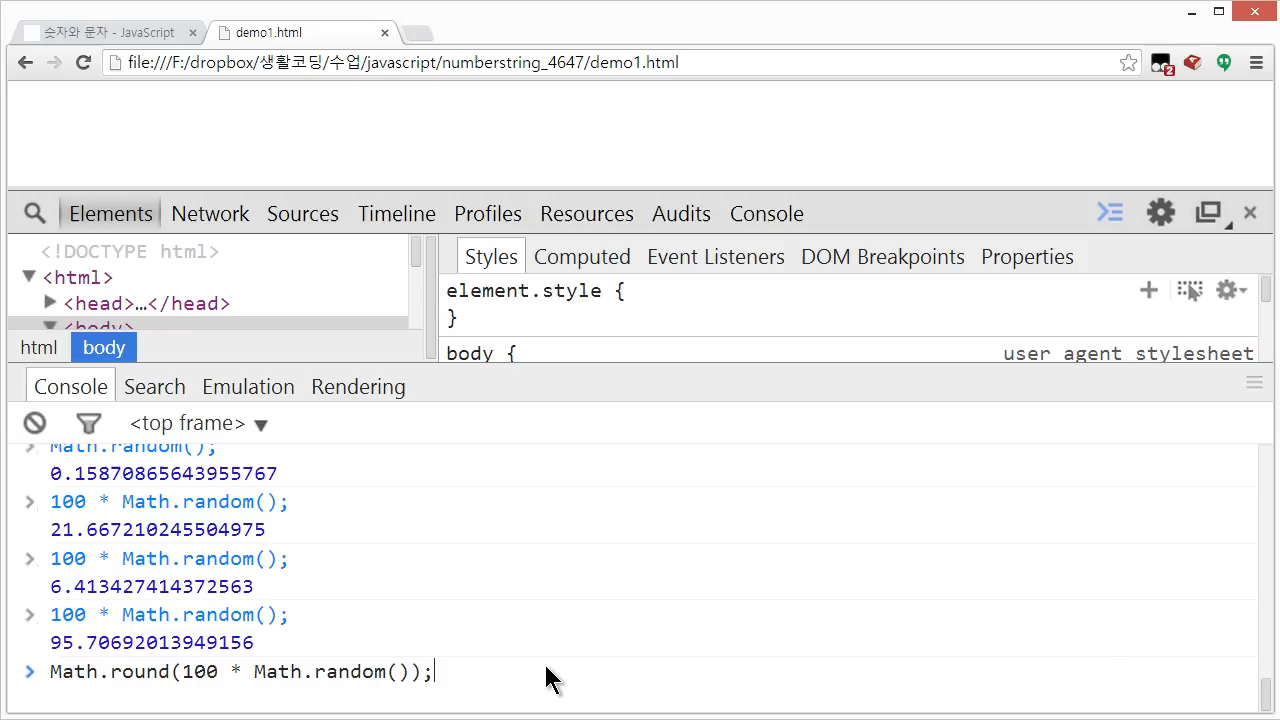 숫자와 문자 - JavaScript
demo1.html
file:///F:/dropbox/생활코딩/수업/javascript/numberstring_4647/demo1.html
2
Elements Network Sources Timeline Profiles Resources Audits Console
<!DOCTYPE html>
<html>
<head>…</head>
<body>
html body
Styles Computed Event Listeners DOM Breakpoints Properties
element.style {
}
body { user agent stylesheet
Console Search Emulation Rendering
<top frame>
Math.random();
0.15870865643955767
100 * Math.random();
21.667210245504975
100 * Math.random();
6.413427414372563
100 * Math.random();
95.70692013949156
Math.round(100 * Math.random());